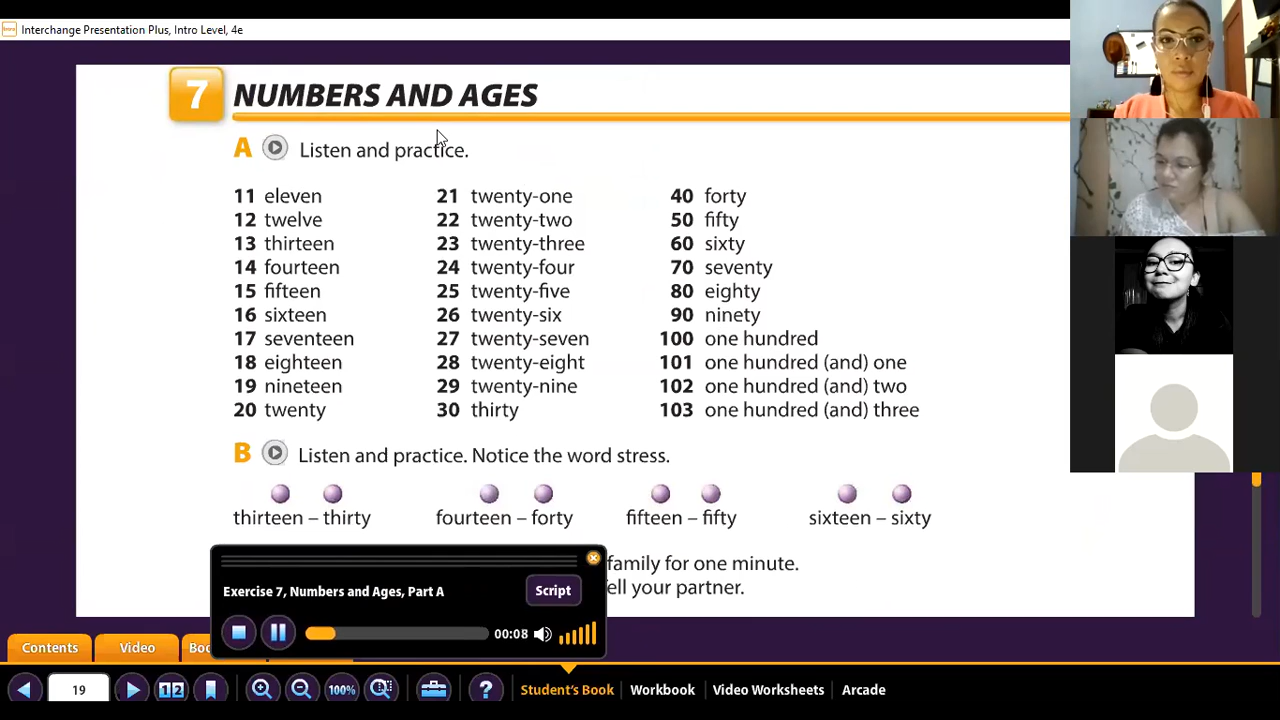 Interchange Presentation Plus, Intro Level, 4e
7 NUMBERS AND AGES
A Listen and practice.
11 eleven 21 twenty-one 40 forty
12 twelve 22 twenty-two 50 fifty
13 thirteen 23 twenty-three 60 sixty
14 fourteen 24 twenty-four 70 seventy
15 fifteen 25 twenty-five 80 eighty
16 sixteen 26 twenty-six 90 ninety
17 seventeen 27 twenty-seven 100 one hundred
18 eighteen 28 twenty-eight 101 one hundred (and) one
19 nineteen 29 twenty-nine 102 one hundred (and) two
20 twenty 30 thirty 103 one hundred (and) three
B Listen and practice. Notice the word stress.
thirteen – thirty fourteen – forty fifteen – fifty sixteen – sixty
family for one minute.
ell your partner.
Exercise 7, Numbers and Ages, Part A Script
00:08
Contents Video Boo
19 12 100% ? Student's Book Workbook Video Worksheets Arcade